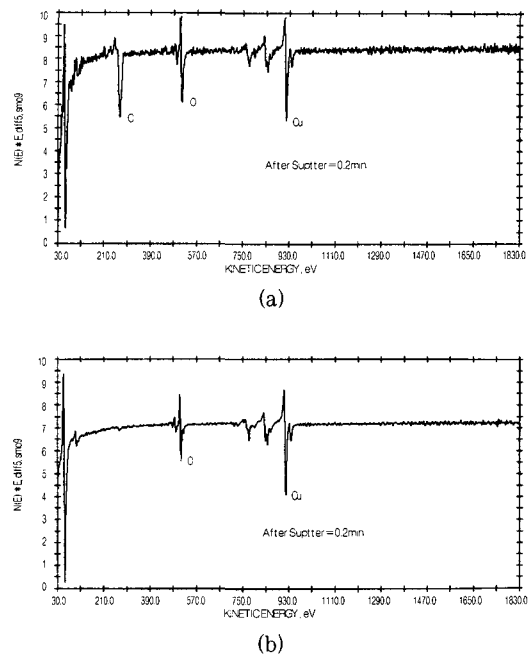 10
9
8
7
6
5
4
3
2
1
0
N(E)*E,diff5,smo9
C
O
Cu
After Suptter=0.2min
30.0 210.0 390.0 570.0 750.0 930.0 1110.0 1290.0 1470.0 1650.0 1830.0
KINETIC ENERGY, eV
(a)
10
9
8
7
6
5
4
3
2
1
0
N(E)*E,diff5,smo9
O
Cu
After Suptter=0.2min
30.0 210.0 390.0 570.0 750.0 930.0 1110.0 1290.0 1470.0 1650.0 1830.0
KINETIC ENERGY, eV
(b)